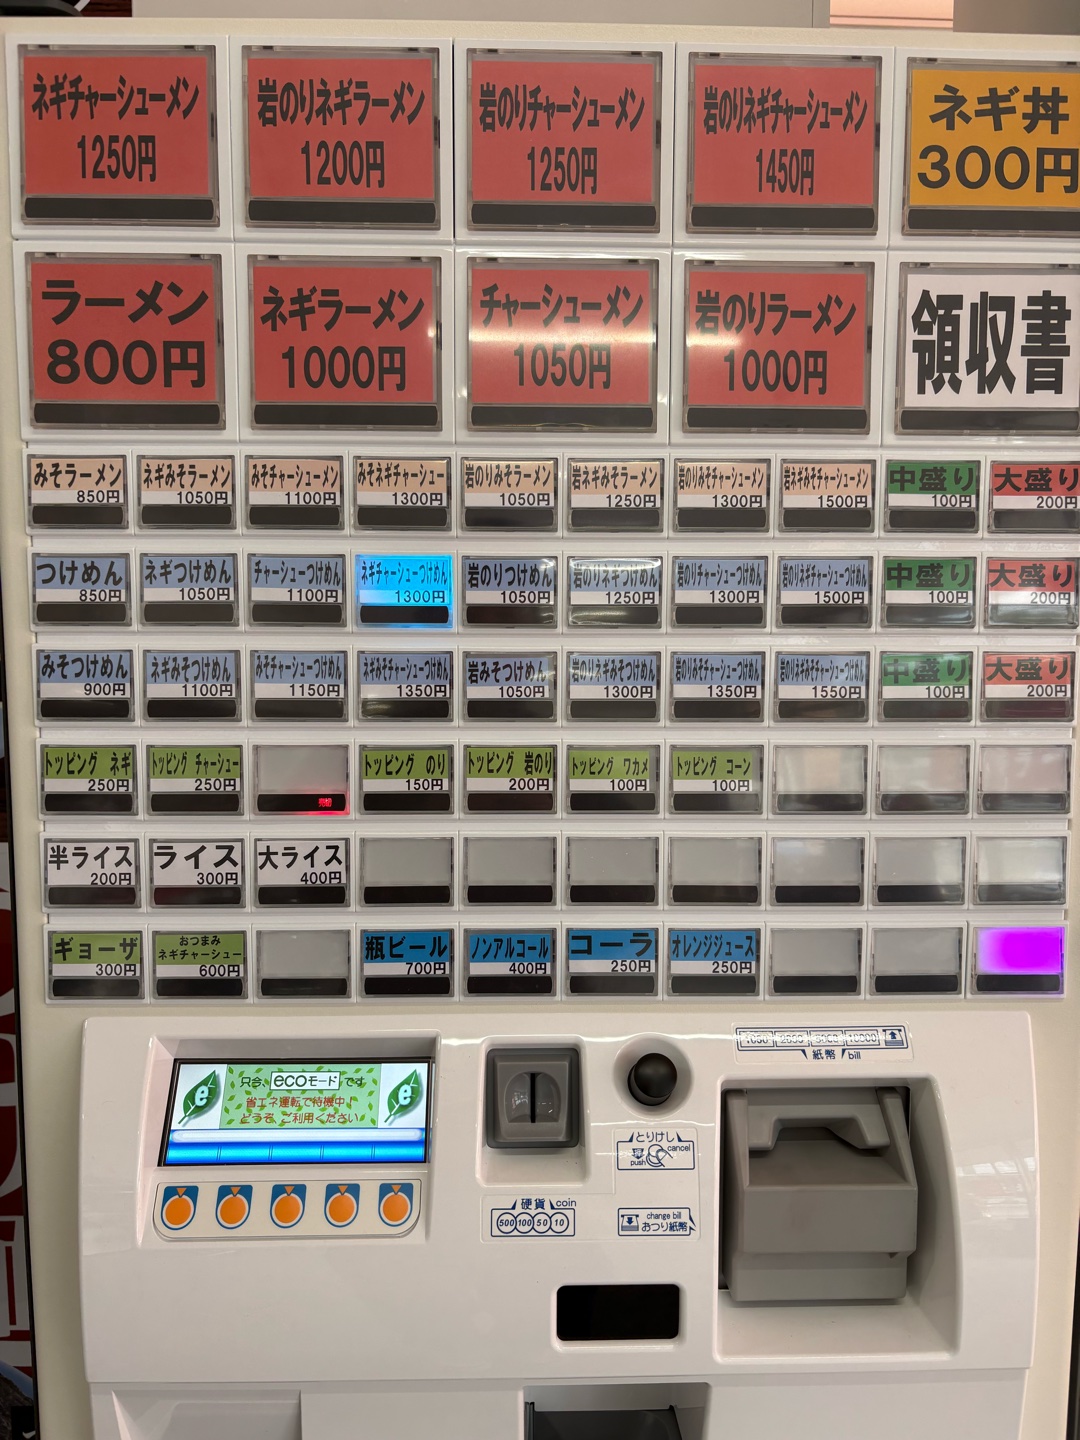 ネギチャーシューメン
1250円
岩のりネギラーメン
1200円
岩のりチャーシューメン
1250円
岩のりネギチャーシューメン
1450円
ネギ丼
300円
ラーメン
800円
ネギラーメン
1000円
チャーシューメン
1050円
岩のりラーメン
1000円
領収書
みそラーメン
850円
ネギみそラーメン
1050円
みそチャーシューメン
1100円
みそネギチャーシュー
1300円
岩のりみそラーメン
1050円
岩ネギみそラーメン
1250円
岩のりみそチャーシューメン
1300円
岩ネギみそチャーシューメン
1500円
中盛り
100円
大盛り
200円
つけめん
850円
ネギつけめん
1050円
チャーシューつけめん
1100円
ネギチャーシューつけめん
1300円
岩のりつけめん
1050円
岩のりネギつけめん
1250円
岩のりチャーシューつけめん
1300円
岩のりネギチャーシューつけめん
1500円
中盛り
100円
大盛り
200円
みそつけめん
900円
ネギみそつけめん
1100円
みそチャーシューつけめん
1150円
ネギみそチャーシューつけめん
1350円
岩みそつけめん
1050円
岩のりネギみそつけめん
1300円
岩のりみそチャーシューつけめん
1350円
岩のりネギみそチャーシューつけめん
1550円
中盛り
100円
大盛り
200円
トッピング ネギ
250円
トッピング チャーシュー
250円
売切
トッピング のり
150円
トッピング 岩のり
200円
トッピング ワカメ
100円
トッピング コーン
100円
半ライス
200円
ライス
300円
大ライス
400円
ギョーザ
300円
おつまみ
ネギチャーシュー
600円
瓶ビール
700円
ノンアルコール
400円
コーラ
250円
オレンジジュース
250円
1000 2000 5000 10000
紙幣 bill
只今、ecoモードです
省エネ運転で待機中!
どうぞ、ご利用ください
e
e
とりけし
cancel
push
硬貨 coin
500 100 50 10
change bill
おつり紙幣